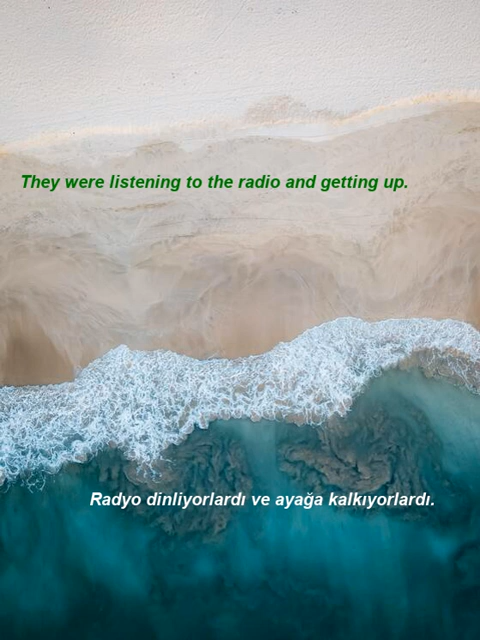 They were listening to the radio and getting up.
Radyo dinliyorlardı ve ayağa kalkıyorlardı.